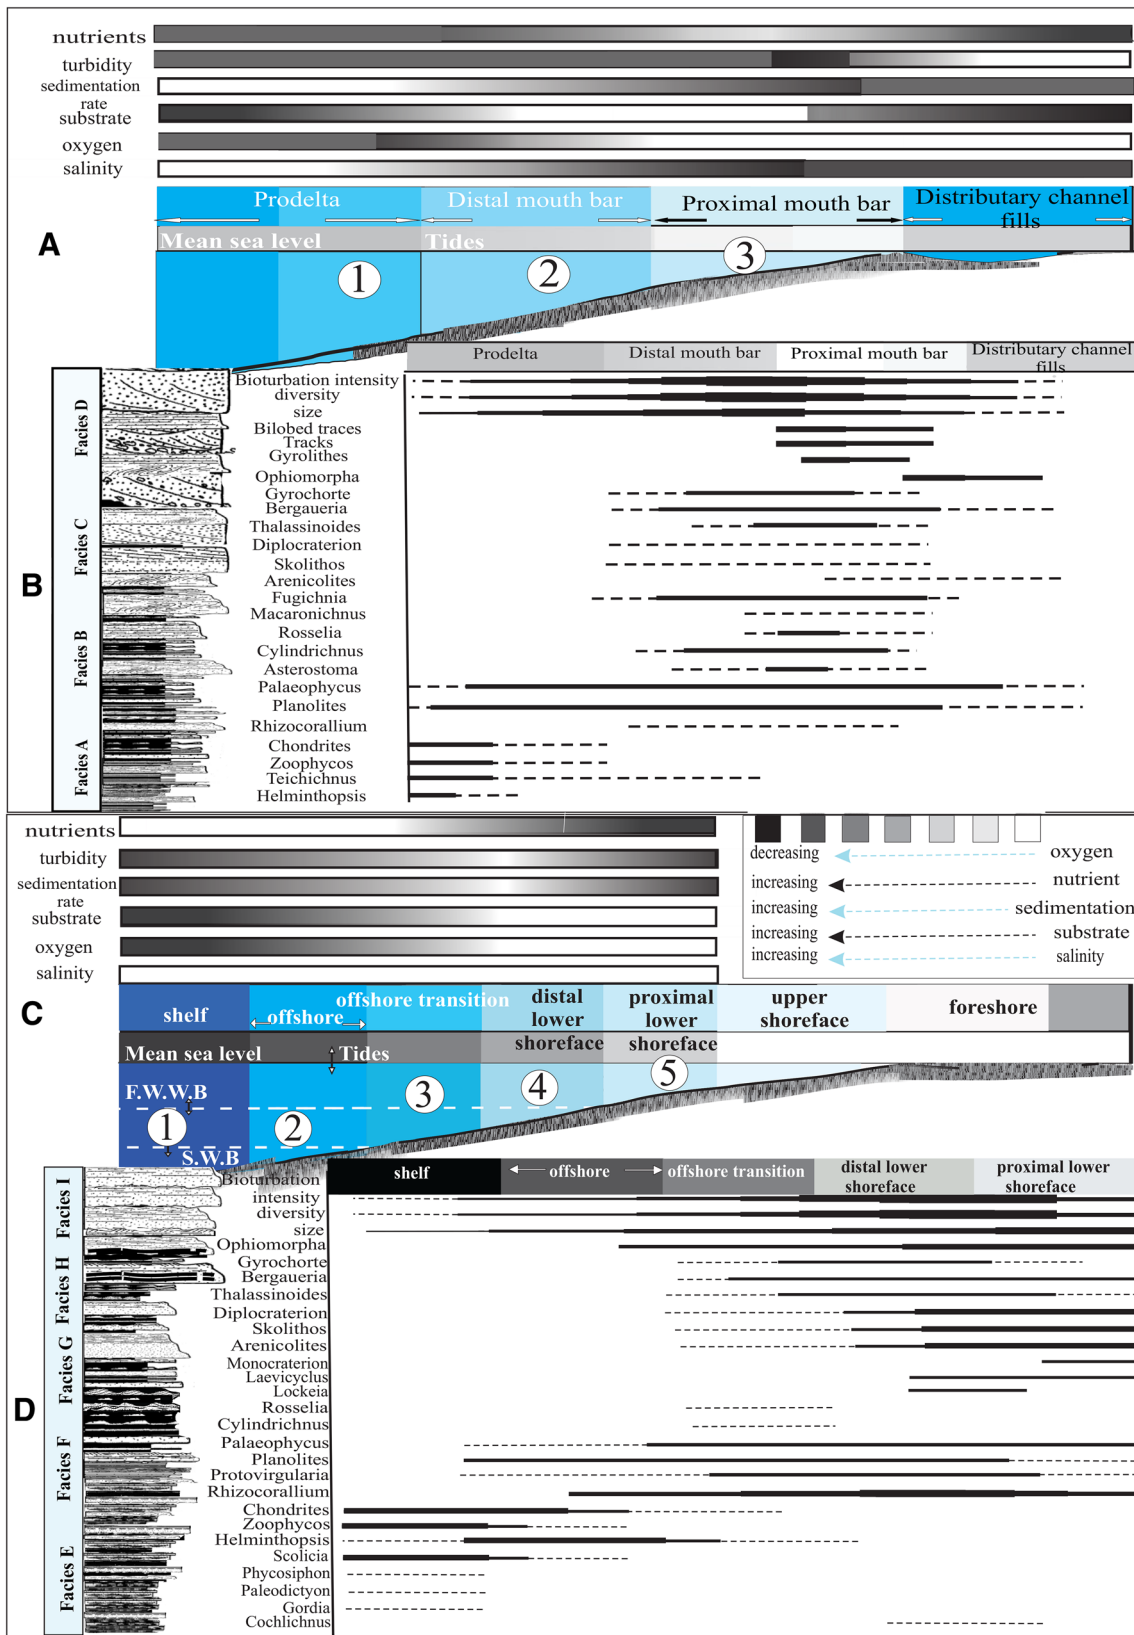 nutrients
turbidity
sedimentation
rate
substrate
oxygen
salinity
Prodelta
Distal mouth bar
Proximal mouth bar
Distributary channel
fills
A
Mean sea level
Tides
1
2
3
Prodelta
Distal mouth bar
Proximal mouth bar
Distributary channel
fills
B
Facies D
Facies C
Facies B
Facies A
Bioturbation intensity
diversity
size
Bilobed traces
Tracks
Gyrolithes
Ophiomorpha
Gyrochorte
Bergaueria
Thalassinoides
Diplocraterion
Skolithos
Arenicolites
Fugichnia
Macaronichnus
Rosselia
Cylindrichnus
Asterostoma
Palaeophycus
Planolites
Rhizocorallium
Chondrites
Zoophycos
Teichichnus
Helminthopsis
nutrients
turbidity
sedimentation
rate
substrate
oxygen
salinity
decreasing oxygen
increasing nutrient
increasing sedimentation
increasing substrate
increasing salinity
C
shelf
offshore
offshore transition
distal
lower
shoreface
proximal
lower
shoreface
upper
shoreface
foreshore
Mean sea level
Tides
F.W.W.B
S.W.B
1
2
3
4
5
shelf
offshore
offshore transition
distal lower
shoreface
proximal lower
shoreface
D
Facies I
Facies H
Facies G
Facies F
Facies E
Bioturbation
intensity
diversity
size
Ophiomorpha
Gyrochorte
Bergaueria
Thalassinoides
Diplocraterion
Skolithos
Arenicolites
Monocraterion
Laevicyclus
Lockeia
Rosselia
Cylindrichnus
Palaeophycus
Planolites
Protovirgularia
Rhizocorallium
Chondrites
Zoophycos
Helminthopsis
Scolicia
Phycosiphon
Paleodictyon
Gordia
Cochlichnus